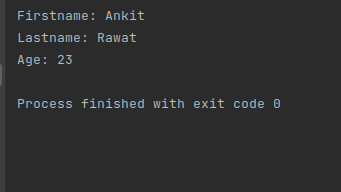 Firstname: Ankit
Lastname: Rawat
Age: 23
Process finished with exit code 0